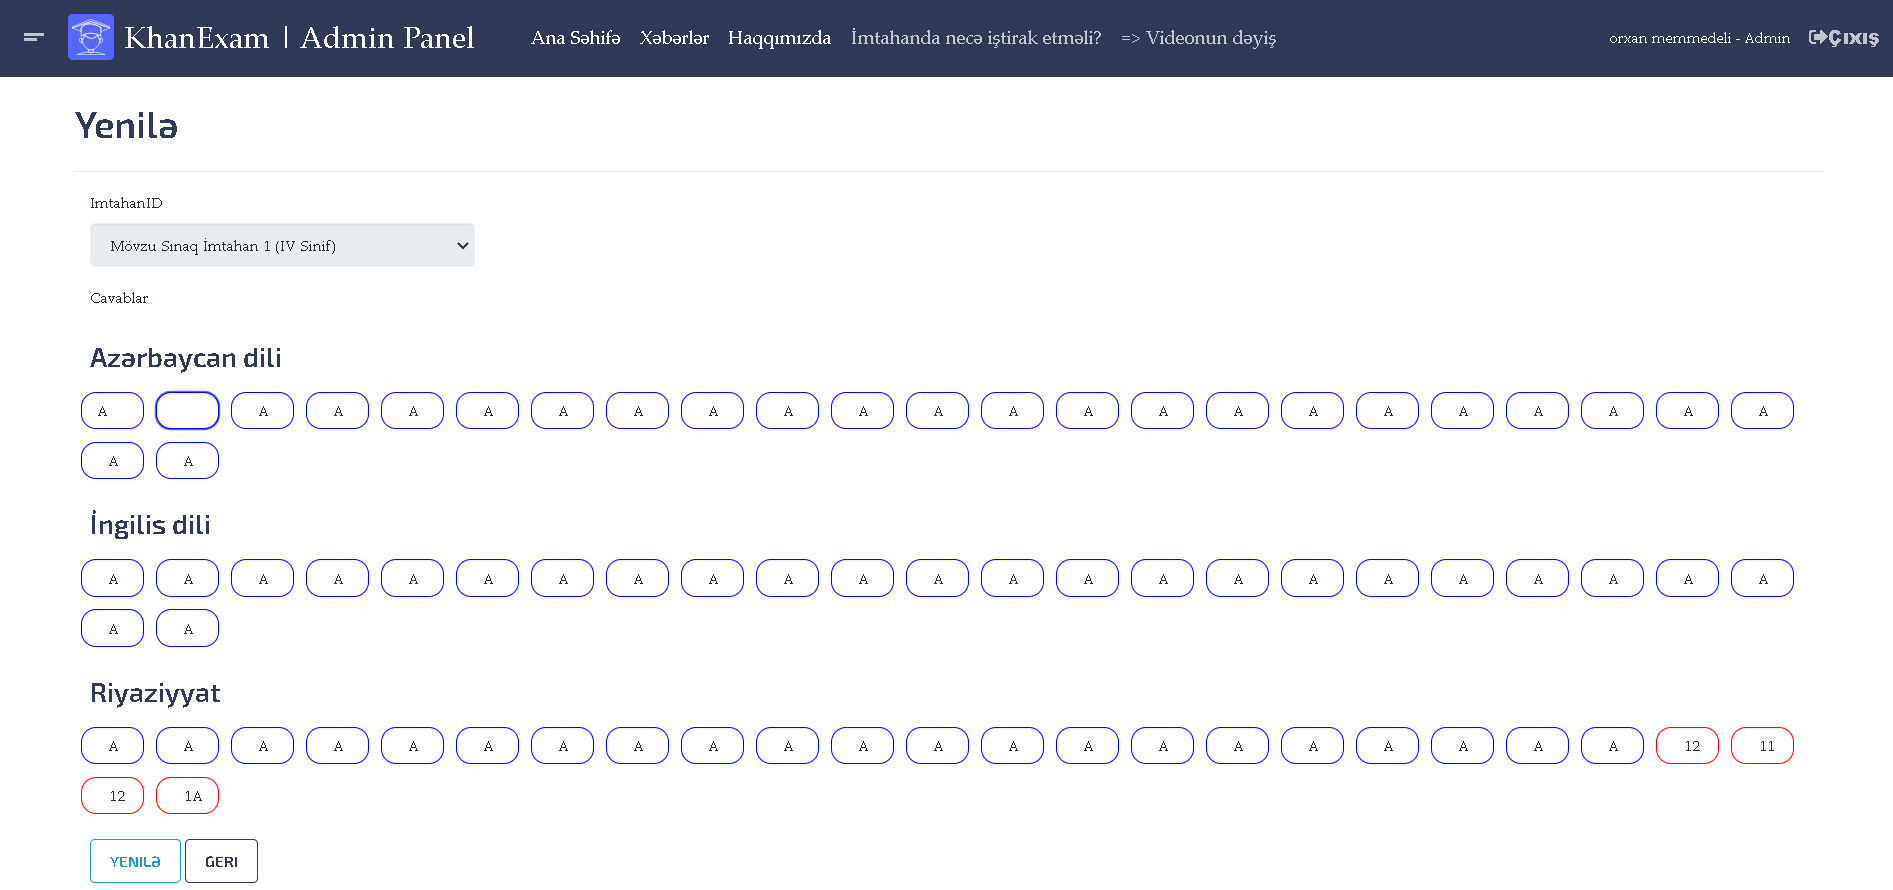 KhanExam | Admin Panel Ana Səhifə Xəbərlər Haqqımızda İmtahanda necə iştirak etməli? => Videonun dəyiş orxan memmedeli - Admin Çıxış
Yenilə
ImtahanID
Mövzu Sınaq İmtahan 1 (IV Sinif)
Cavablar
Azərbaycan dili
A A A A A A A A A A A A A A A A A A A A A A
A A
İngilis dili
A A A A A A A A A A A A A A A A A A A A A A A
A A
Riyaziyyat
A A A A A A A A A A A A A A A A A A A A A 12 11
12 1A
YENILƏ GERI